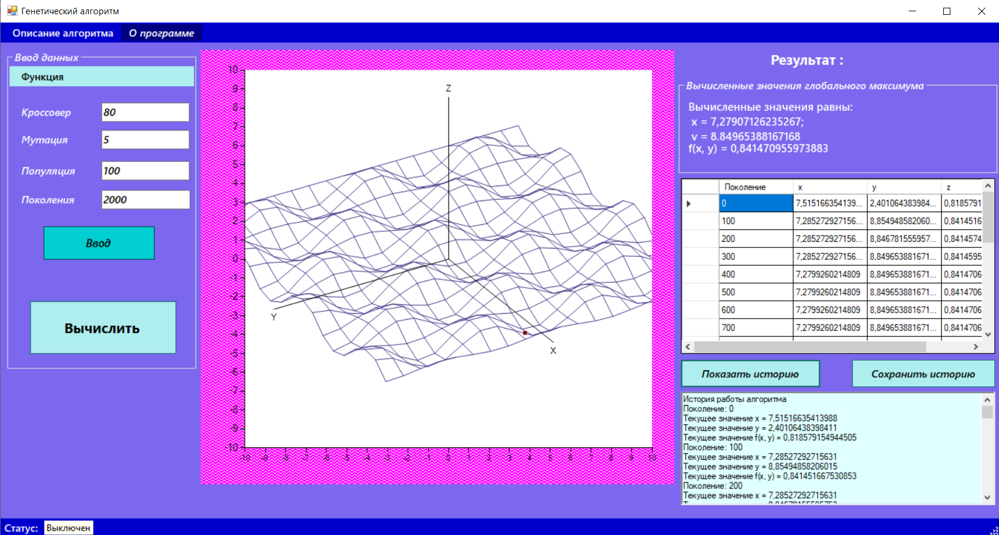 Генетический алгоритм
Описание алгоритма О программе
Ввод данных
Функция
Кроссовер 80
Мутация 5
Популяция 100
Поколения 2000
Ввод
Вычислить
10
9
8
7
6
5
4
3
2
1
0
-1
-2
-3
-4
-5
-6
-7
-8
-9
-10
Z
Y
X
-10 -9 -8 -7 -6 -5 -4 -3 -2 -1 0 1 2 3 4 5 6 7 8 9 10
Результат :
Вычисленные значения глобального максимума
Вычисленные значения равны:
x = 7,27907126235267;
y = 8.84965388167168
f(x, y) = 0,841470955973883
Поколение x y z
0 7,515166354139... 2,401064383984... 0,8185791
100 7,285272927156... 8,854948582060... 0,8414516
200 7,285272927156... 8,846781555957... 0,8414574
300 7,285272927156... 8,849653881671... 0,8414595
400 7,2799260214809 8,849653881671... 0,8414706
500 7,2799260214809 8,849653881671... 0,8414706
600 7,2799260214809 8,849653881671... 0,8414706
700 7,2799260214809 8,849653881671... 0,8414706
Показать историю Сохранить историю
История работы алгоритма
Поколение: 0
Текущее значение x = 7,51516635413988
Текущее значение y = 2,40106438398411
Текущее значение f(x, y) = 0,818579154944505
Поколение: 100
Текущее значение x = 7,28527292715631
Текущее значение y = 8,85494858206015
Текущее значение f(x, y) = 0,841451667530853
Поколение: 200
Текущее значение x = 7,28527292715631
Статус: Выключен